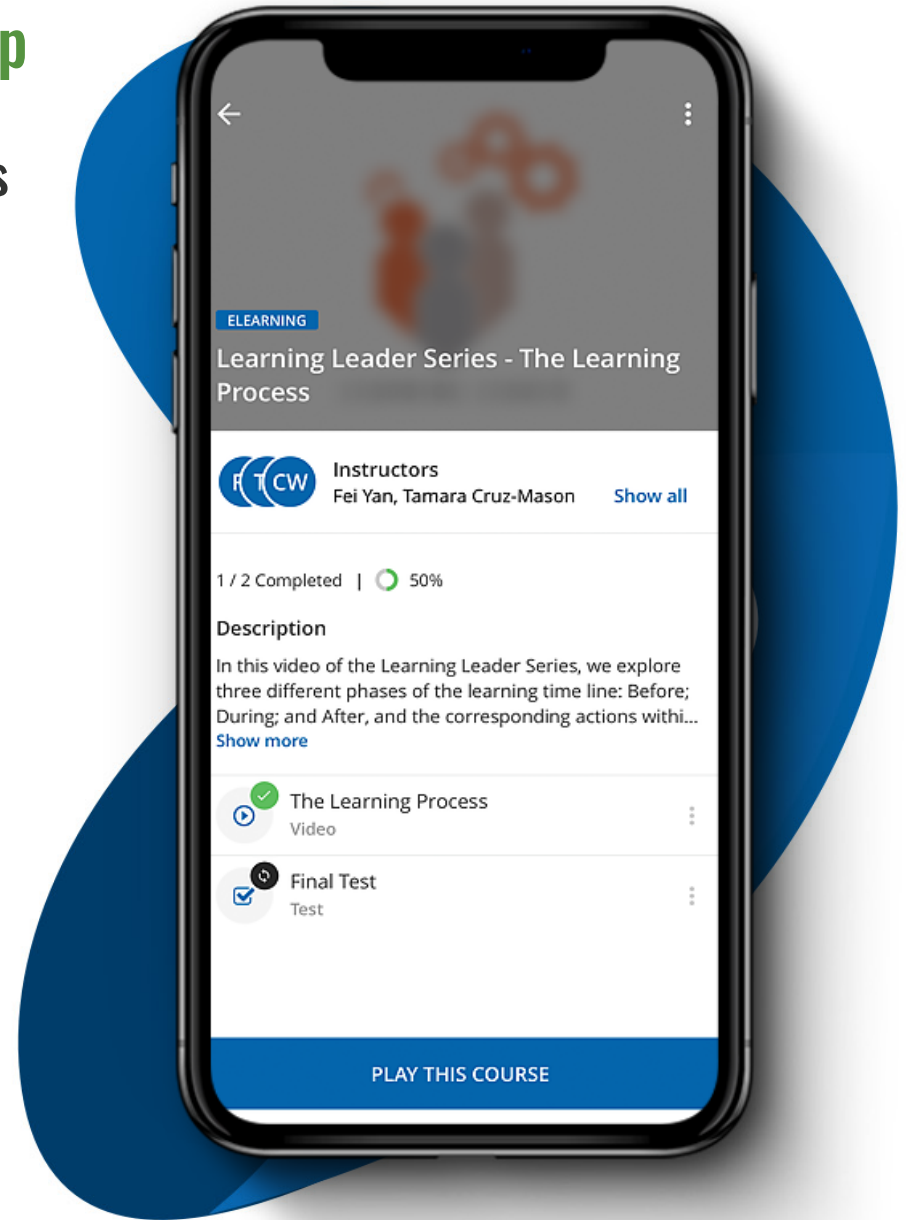 p
s
ELEARNING
Learning Leader Series - The Learning
Process
F T CW
Instructors
Fei Yan, Tamara Cruz-Mason
Show all
1 / 2 Completed | 50%
Description
In this video of the Learning Leader Series, we explore
three different phases of the learning time line: Before;
During; and After, and the corresponding actions withi...
Show more
The Learning Process
Video
Final Test
Test
PLAY THIS COURSE